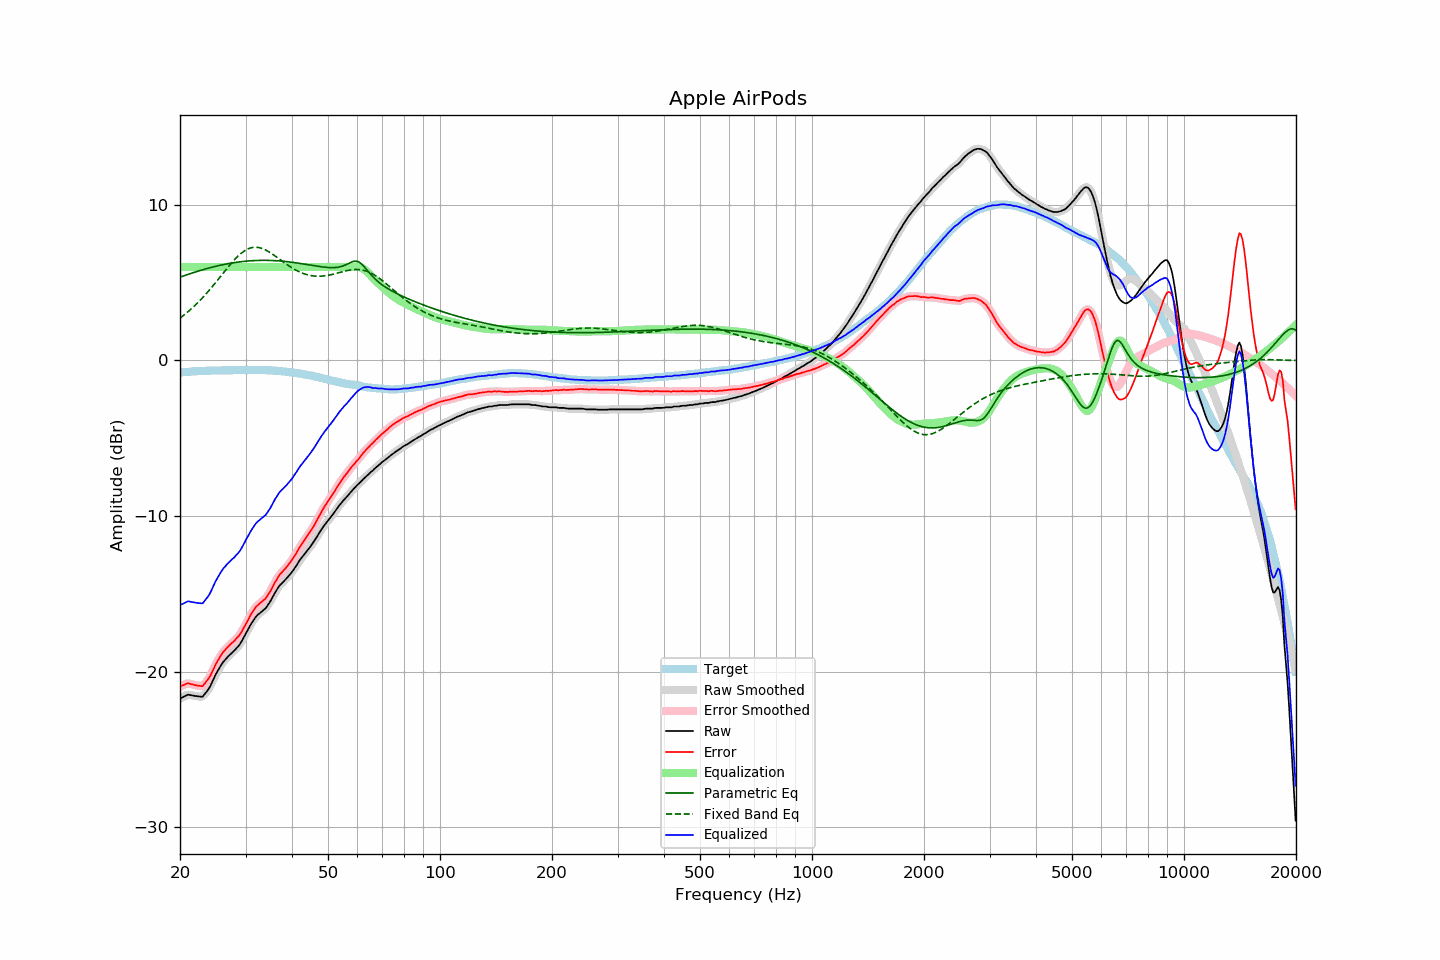 Apple AirPods
Amplitude (dBr)
10
0
−10
−20
−30
Target
Raw Smoothed
Error Smoothed
Raw
Error
Equalization
Parametric Eq
Fixed Band Eq
Equalized
20 50 100 200 500 1000 2000 5000 10000 20000
Frequency (Hz)